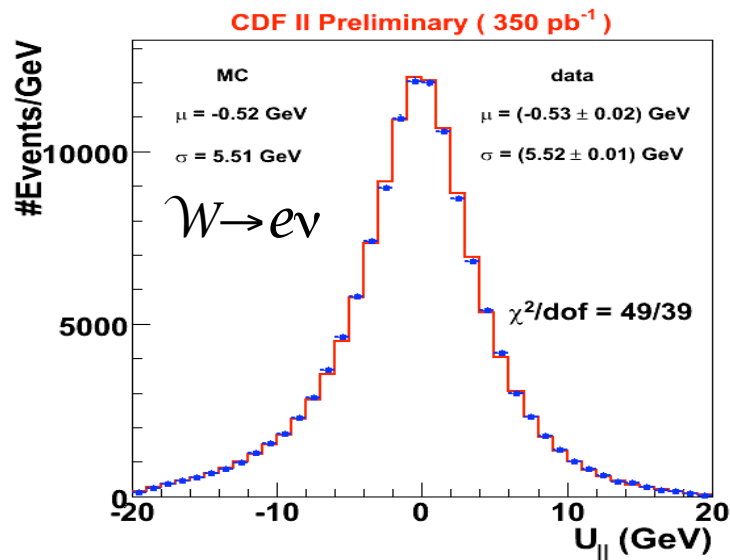 CDF II Preliminary ( 350 pb⁻¹ )
#Events/GeV
MC
μ = -0.52 GeV
σ = 5.51 GeV
data
μ = (-0.53 ± 0.02) GeV
σ = (5.52 ± 0.01) GeV
W→eν
χ²/dof = 49/39
10000
5000
0
-20 -10 0 10 20
U|| (GeV)